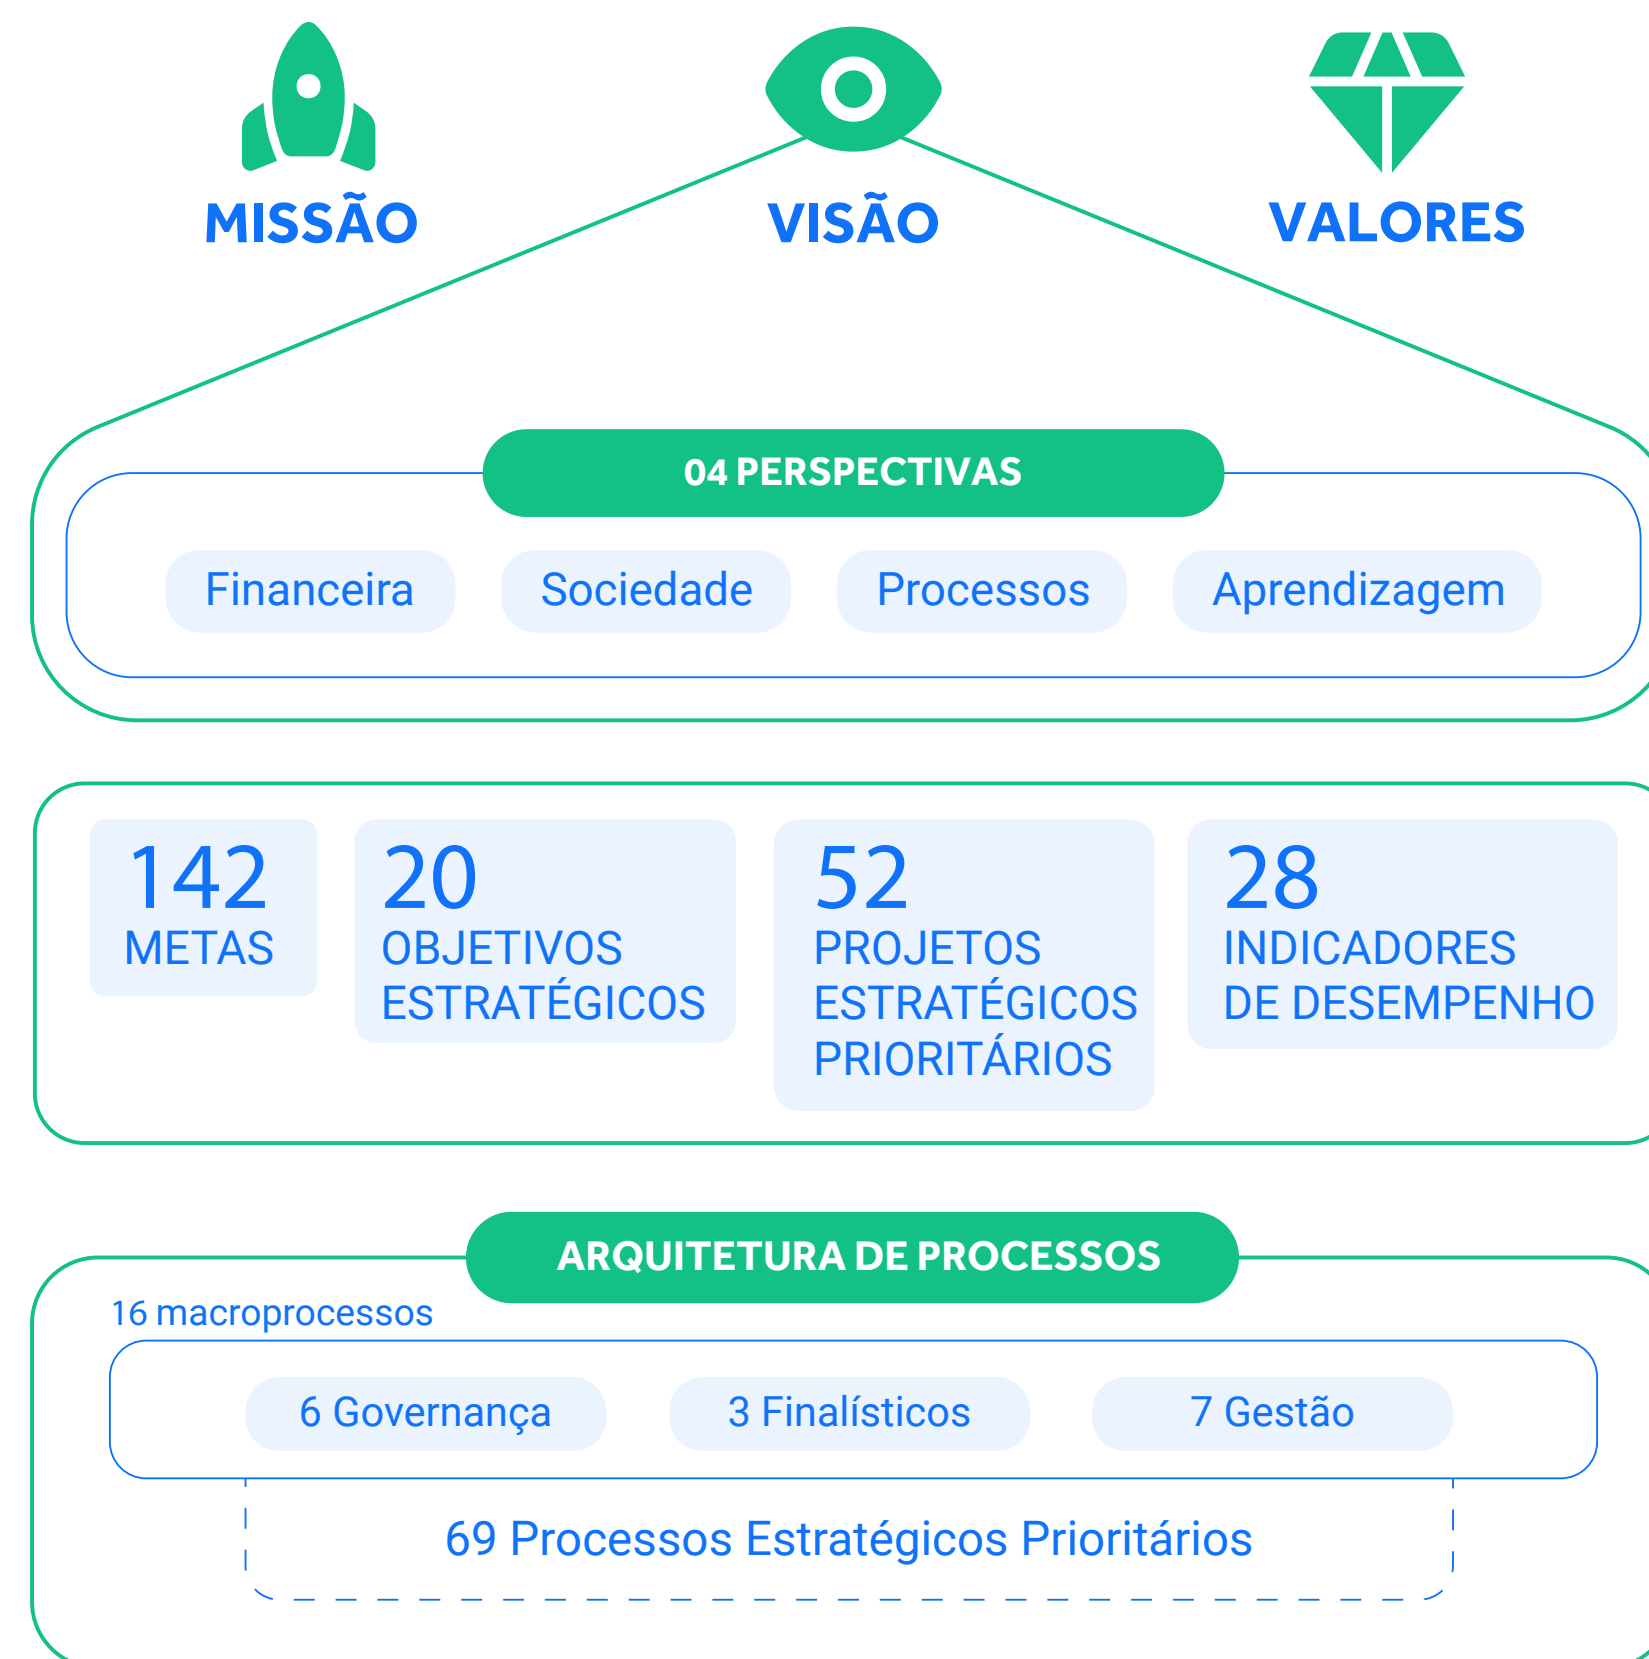 MISSÃO
VISÃO
VALORES
04 PERSPECTIVAS
Financeira
Sociedade
Processos
Aprendizagem
142
METAS
20
OBJETIVOS
ESTRATÉGICOS
52
PROJETOS
ESTRATÉGICOS
PRIORITÁRIOS
28
INDICADORES
DE DESEMPENHO
ARQUITETURA DE PROCESSOS
16 macroprocessos
6 Governança
3 Finalísticos
7 Gestão
69 Processos Estratégicos Prioritários